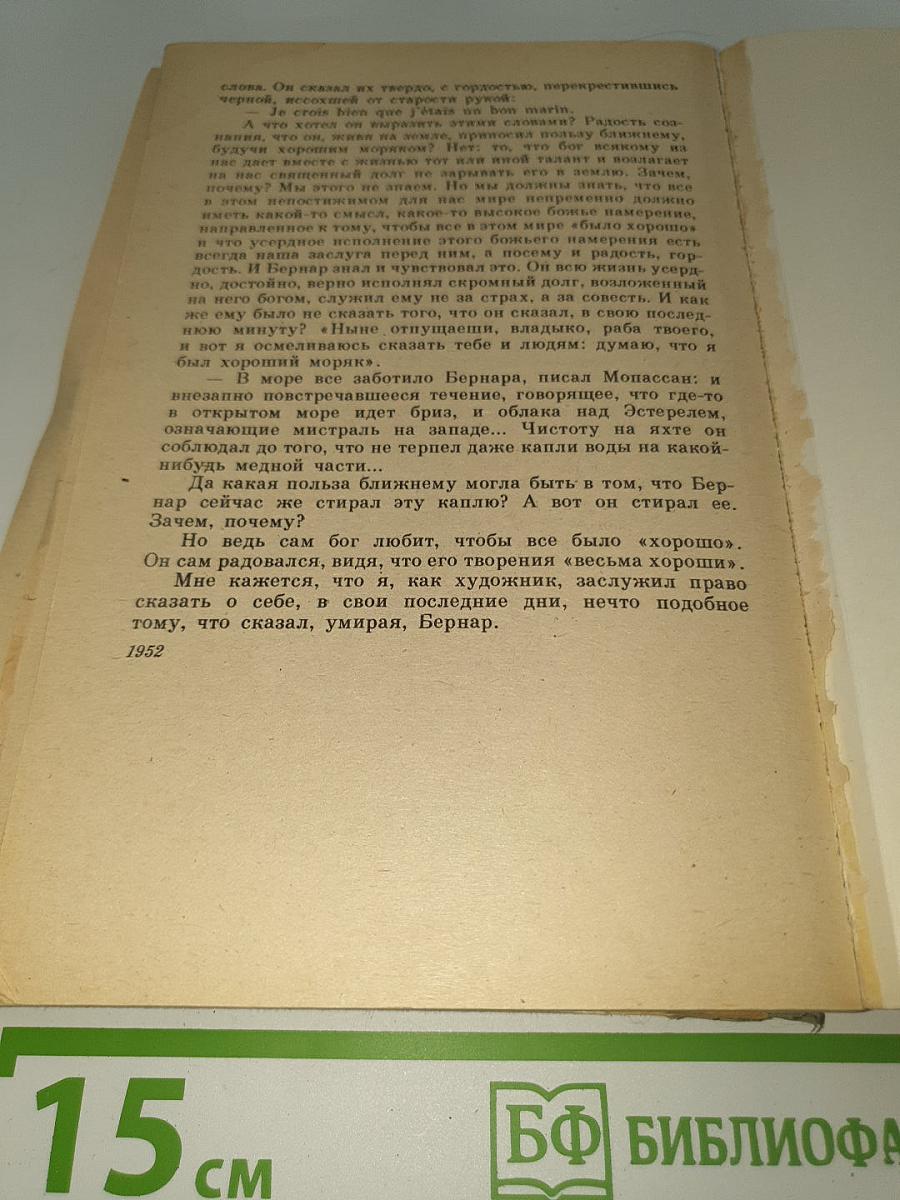 слова. Он сказал их твердо, с гордостью, перекрестившись
черной, иссохшей от старости рукой:
— Je crois bien que j'étais un bon marin.
А что хотел он выразить этими словами? Радость соз-
нания, что он, живя на земле, приносил пользу ближнему,
будучи хорошим моряком? Нет: то, что бог всякому из
нас дает вместе с жизнью тот или иной талант и возлагает
на нас священный долг не зарывать его в землю. Зачем,
почему? Мы этого не знаем. Но мы должны знать, что все
в этом непостижимом для нас мире непременно должно
иметь какой-то смысл, какое-то высокое божье намерение,
направленное к тому, чтобы все в этом мире «было хорошо»
и что усердное исполнение этого божьего намерения есть
всегда наша заслуга перед ним, а посему и радость, гор-
дость. И Бернар знал и чувствовал это. Он всю жизнь усерд-
но, достойно, верно исполнял скромный долг, возложенный
на него богом, служил ему не за страх, а за совесть. И как
же ему было не сказать того, что он сказал, в свою послед-
нюю минуту? «Ныне отпущаеши, владыко, раба твоего,
и вот я осмеливаюсь сказать тебе и людям: думаю, что я
был хороший моряк».
— В море все заботило Бернара, писал Мопассан: и
внезапно повстречавшееся течение, говорящее, что где-то
в открытом море идет бриз, и облака над Эстерелем,
означающие мистраль на западе... Чистоту на яхте он
соблюдал до того, что не терпел даже капли воды на какой-
нибудь медной части...
Да какая польза ближнему могла быть в том, что Бер-
нар сейчас же стирал эту каплю? А вот он стирал ее.
Зачем, почему?
Но ведь сам бог любит, чтобы все было «хорошо».
Он сам радовался, видя, что его творения «весьма хороши».
Мне кажется, что я, как художник, заслужил право
сказать о себе, в свои последние дни, нечто подобное
тому, что сказал, умирая, Бернар.
1952
15 см
БФ БИБЛИОФА